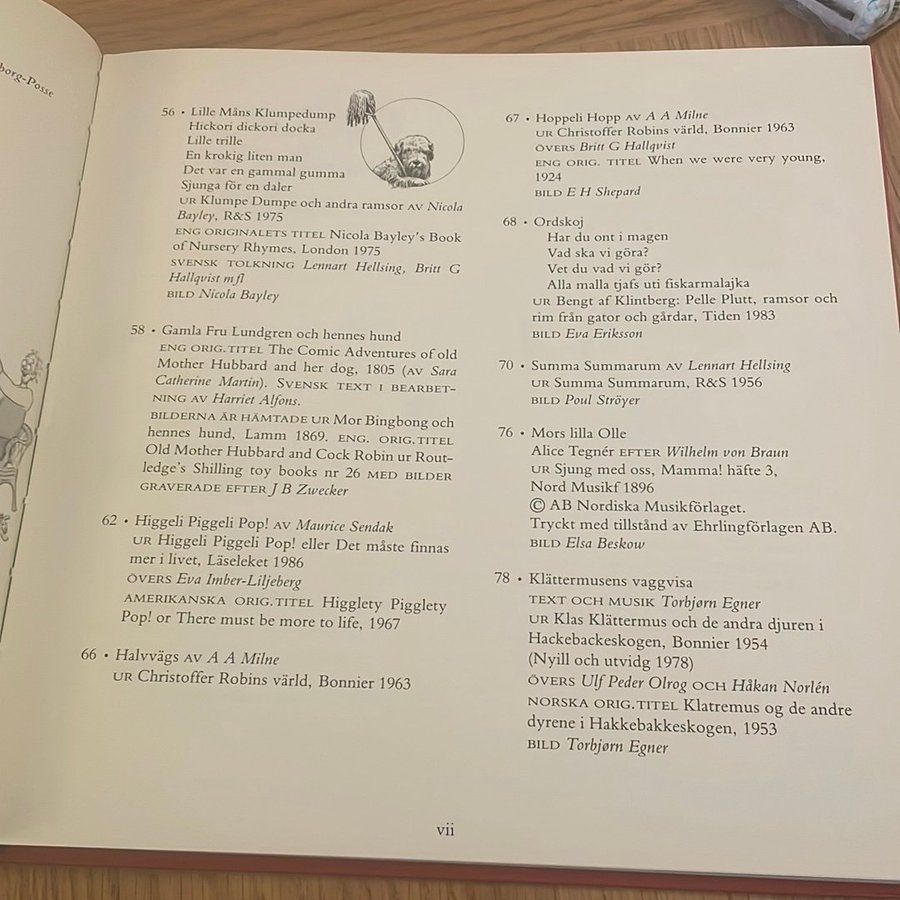 borg-Posse
56 • Lille Måns Klumpedump
Hickori dickori docka
Lille trille
En krokig liten man
Det var en gammal gumma
Sjunga för en daler
UR Klumpe Dumpe och andra ramsor AV Nicola
Bayley, R&S 1975
ENG ORIGINALETS TITEL Nicola Bayley's Book
of Nursery Rhymes, London 1975
SVENSK TOLKNING Lennart Hellsing, Britt G
Hallqvist m fl
BILD Nicola Bayley
58 • Gamla Fru Lundgren och hennes hund
ENG ORIG.TITEL The Comic Adventures of old
Mother Hubbard and her dog, 1805 (AV Sara
Catherine Martin). SVENSK TEXT I BEARBET-
NING AV Harriet Alfons.
BILDERNA ÄR HÄMTADE UR Mor Bingbong och
hennes hund, Lamm 1869. ENG. ORIG.TITEL
Old Mother Hubbard and Cock Robin ur Rout-
ledge's Shilling toy books nr 26 MED BILDER
GRAVERADE EFTER J B Zwecker
62 • Higgeli Piggeli Pop! AV Maurice Sendak
UR Higgeli Piggeli Pop! eller Det måste finnas
mer i livet, Läseleket 1986
ÖVERS Eva Imber-Liljeberg
AMERIKANSKA ORIG.TITEL Higglety Pigglety
Pop! or There must be more to life, 1967
66 • Halvvägs AV A A Milne
UR Christoffer Robins värld, Bonnier 1963
67 • Hoppeli Hopp AV A A Milne
UR Christoffer Robins värld, Bonnier 1963
ÖVERS Britt G Hallqvist
ENG ORIG. TITEL When we were very young,
1924
BILD E H Shepard
68 • Ordskoj
Har du ont i magen
Vad ska vi göra?
Vet du vad vi gör?
Alla malla tjafs uti fiskarmalajka
UR Bengt af Klintberg: Pelle Plutt, ramsor och
rim från gator och gårdar, Tiden 1983
BILD Eva Eriksson
70 • Summa Summarum AV Lennart Hellsing
UR Summa Summarum, R&S 1956
BILD Poul Ströyer
76 • Mors lilla Olle
Alice Tegnér EFTER Wilhelm von Braun
UR Sjung med oss, Mamma! häfte 3,
Nord Musikf 1896
© AB Nordiska Musikförlaget.
Tryckt med tillstånd av Ehrlingförlagen AB.
BILD Elsa Beskow
78 • Klättermusens vaggvisa
TEXT OCH MUSIK Torbjørn Egner
UR Klas Klättermus och de andra djuren i
Hackebackeskogen, Bonnier 1954
(Nyill och utvidg 1978)
ÖVERS Ulf Peder Olrog OCH Håkan Norlén
NORSKA ORIG.TITEL Klatremus og de andre
dyrene i Hakkebakkeskogen, 1953
BILD Torbjørn Egner
vii